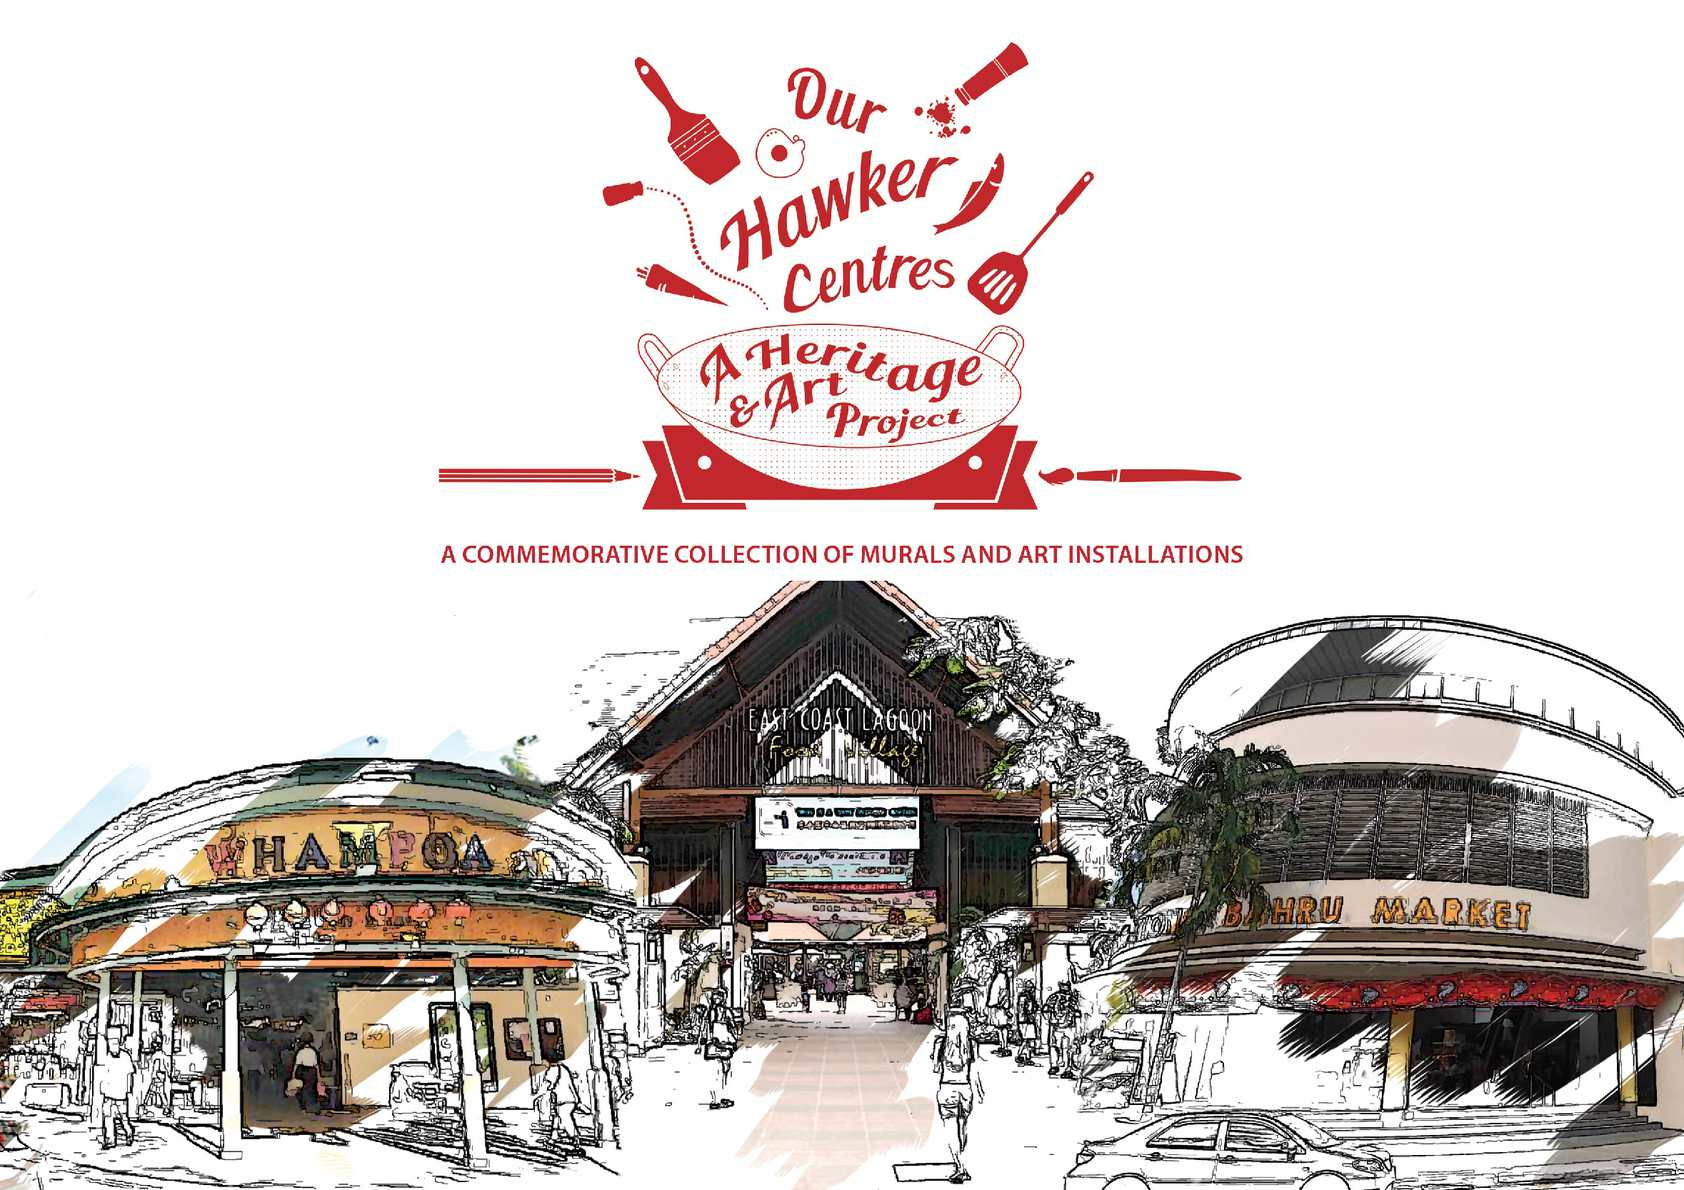 Our
Hawker
Centres
A Heritage
& Art
Project
A COMMEMORATIVE COLLECTION OF MURALS AND ART INSTALLATIONS
EAST COAST LAGOON
Food Village
WHAMPOA
BAHRU MARKET